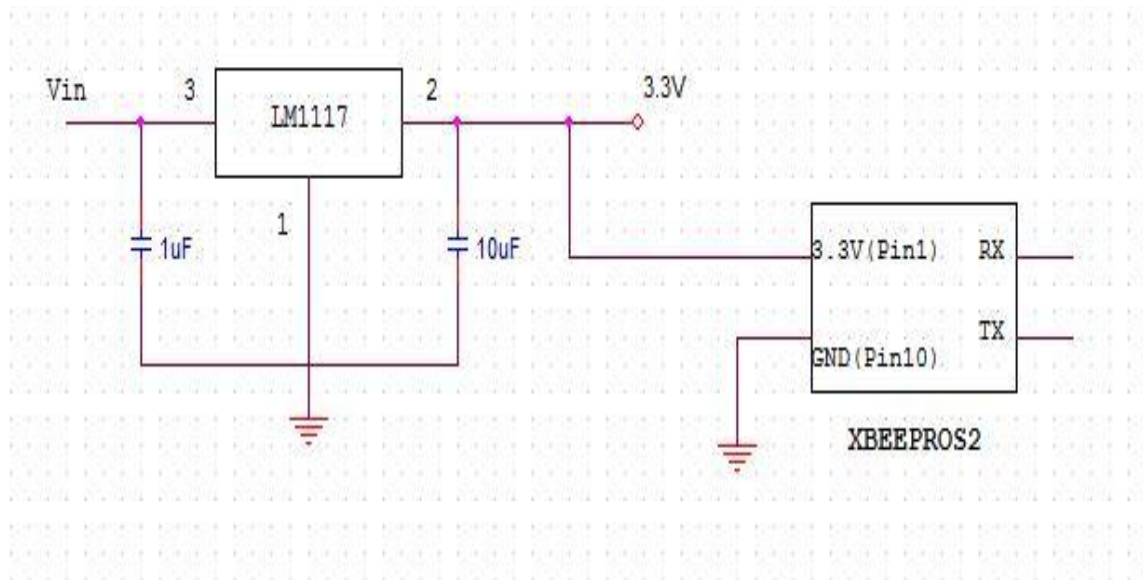 Vin
3
LM1117
2
3.3V
1
1uF
10uF
3.3V(Pin1)
RX
TX
GND(Pin10)
XBEEPROS2